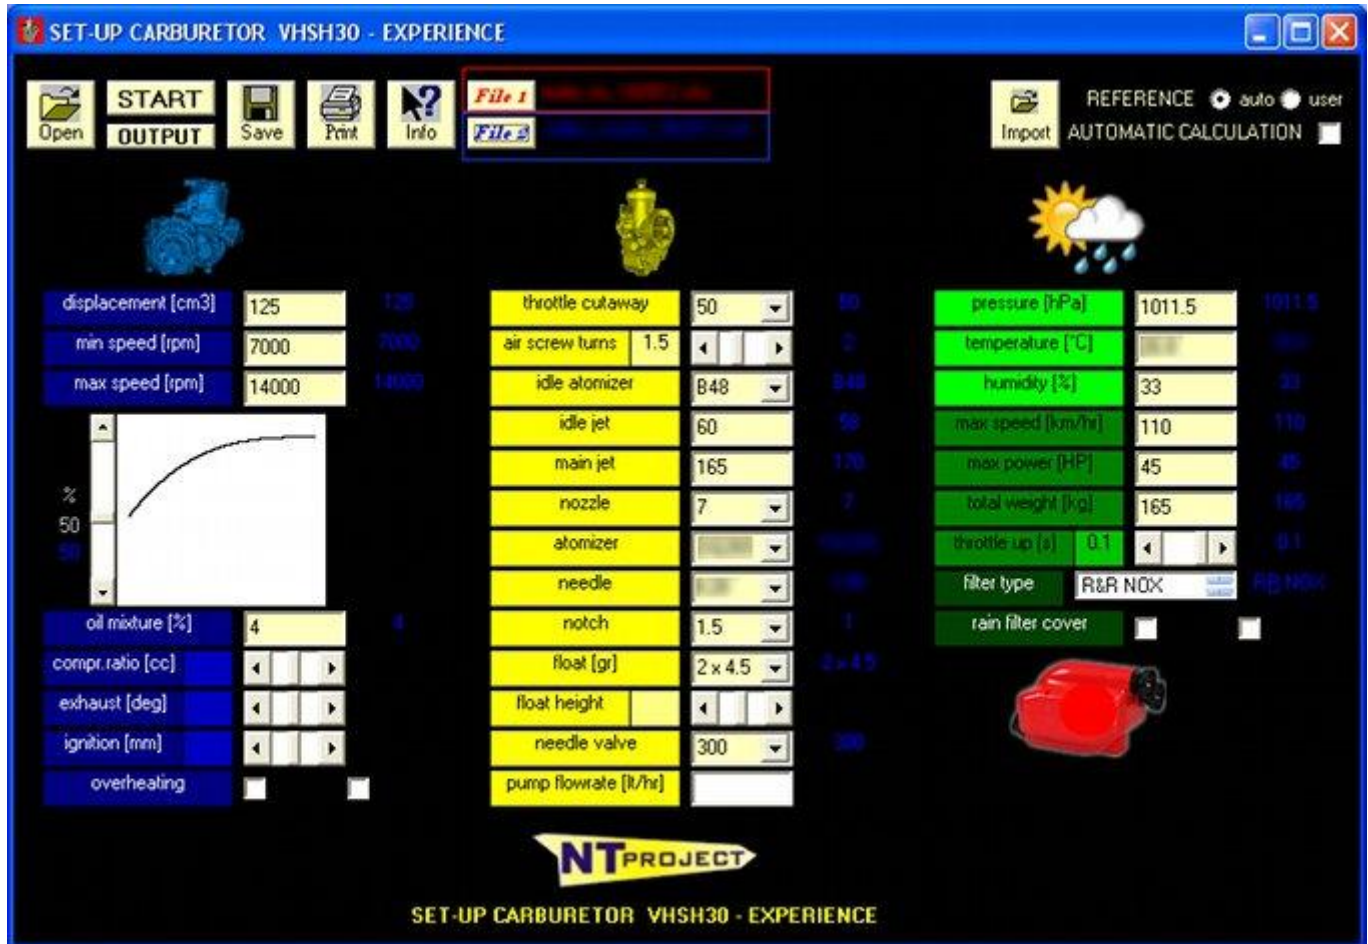 SET-UP CARBURETOR VHSH30 - EXPERIENCE
Open
START
OUTPUT
Save
Print
Info
File 1
File 2
Import
REFERENCE auto user
AUTOMATIC CALCULATION
displacement [cm3] 125
min speed [rpm] 7000 7000
max speed [rpm] 14000 14000
%
50
50
oil mixture [%] 4 4
compr.ratio [cc]
exhaust [deg]
ignition [mm]
overheating
throttle cutaway 50 50
air screw turns 1.5 2
idle atomizer B48 B48
idle jet 60
main jet 165 170
nozzle 7 7
atomizer
needle
notch 1.5 1
float [gr] 2 x 4.5 2 x 4.5
float height
needle valve 300 300
pump flowrate [lt/hr]
pressure [hPa] 1011.5 1011.5
temperature [°C]
humidity [%] 33 33
max speed [km/hr] 110 110
max power [HP] 45 45
total weight [kg] 165 165
throttle up [s] 0.1 0.1
filter type R&R NOX
rain filter cover
NTPROJECT
SET-UP CARBURETOR VHSH30 - EXPERIENCE